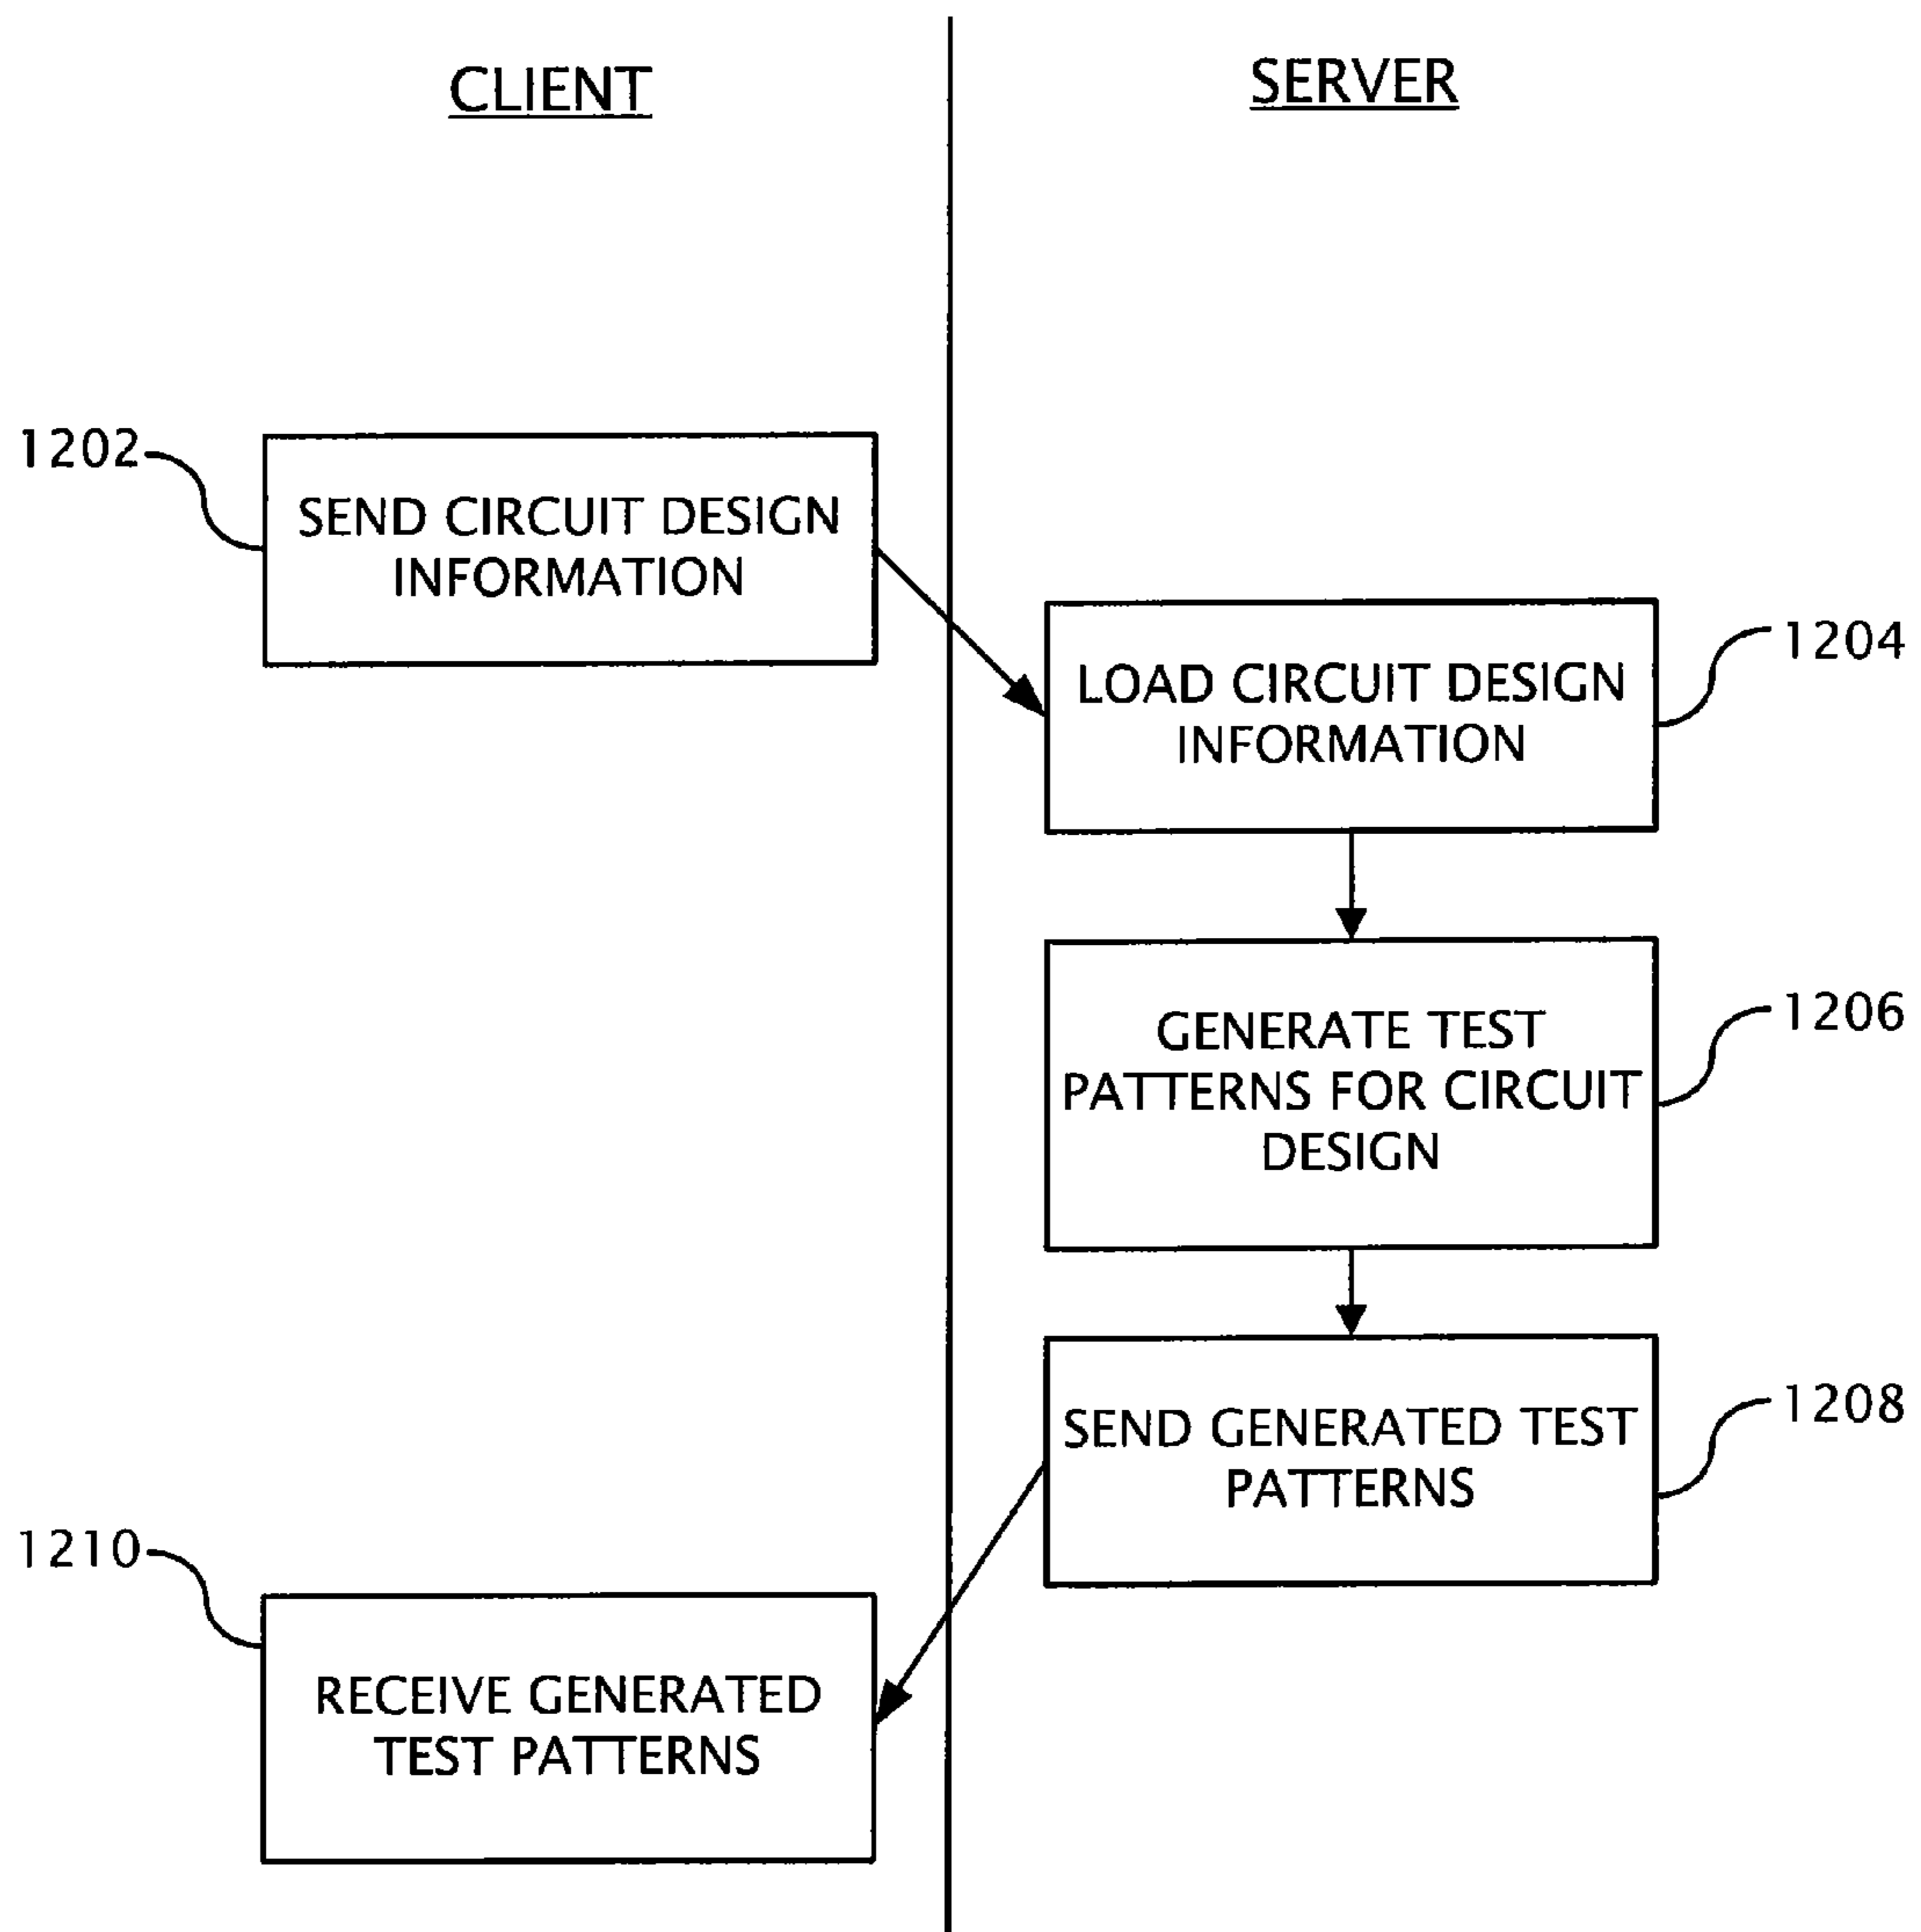 CLIENT
SERVER
1202
SEND CIRCUIT DESIGN
INFORMATION
1204
LOAD CIRCUIT DESIGN
INFORMATION
1206
GENERATE TEST
PATTERNS FOR CIRCUIT
DESIGN
1208
SEND GENERATED TEST
PATTERNS
1210
RECEIVE GENERATED
TEST PATTERNS